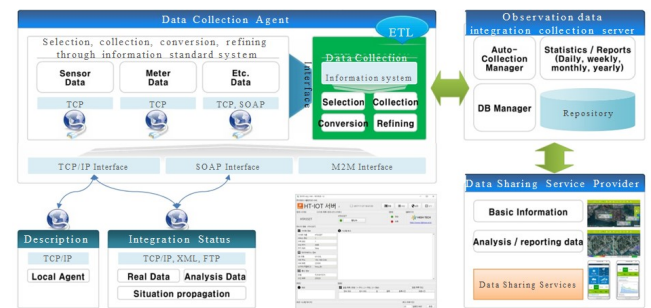 Data Collection Agent
ETL
Selection, collection, conversion, refining
through information standard system
Sensor
Data
Meter
Data
Etc.
Data
TCP
TCP
TCP, SOAP
Interface
Data Collection
Information system
Selection
Collection
Conversion
Refining
TCP/IP Interface
SOAP Interface
M2M Interface
Observation data
integration collection server
Auto-
Collection
Manager
Statistics / Reports
(Daily, weekly,
monthly, yearly)
DB Manager
Repository
Description
TCP/IP
Local Agent
Integration Status
TCP/IP, XML, FTP
Real Data
Analysis Data
Situation propagation
HT-IOT 서버
Data Sharing Service Provider
Basic Information
Analysis / reporting data
Data Sharing Services